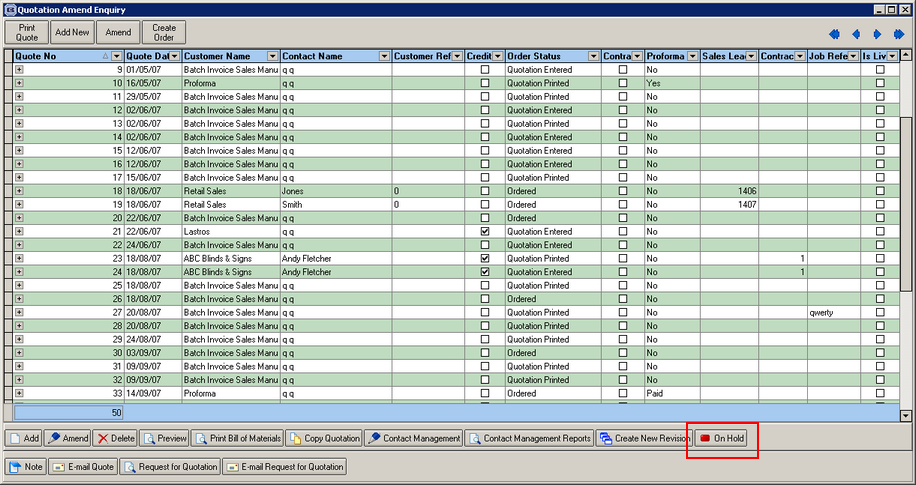 Quotation Amend Enquiry
Print Quote Add New Amend Create Order
Quote No Quote Dat Customer Name Contact Name Customer Ref Credit Order Status Contra Proforma Sales Lea Contrac Job Refe Is Liv
9 01/05/07 Batch Invoice Sales Manu q q Quotation Entered No
10 16/05/07 Proforma q q Quotation Printed Yes
11 29/05/07 Batch Invoice Sales Manu q q Quotation Printed No
12 02/06/07 Batch Invoice Sales Manu q q Quotation Entered No
13 02/06/07 Batch Invoice Sales Manu q q Quotation Printed No
14 02/06/07 Batch Invoice Sales Manu q q Quotation Entered No
15 12/06/07 Batch Invoice Sales Manu q q Quotation Entered No
16 12/06/07 Batch Invoice Sales Manu q q Quotation Entered No
17 15/06/07 Batch Invoice Sales Manu q q Quotation Printed No
18 18/06/07 Retail Sales Jones 0 Ordered No 1406
19 18/06/07 Retail Sales Smith 0 Ordered No 1407
20 22/06/07 Batch Invoice Sales Manu q q Ordered No
21 22/06/07 Lastros q q Quotation Entered No
22 24/06/07 Batch Invoice Sales Manu q q Quotation Entered No
23 18/08/07 ABC Blinds & Signs Andy Fletcher Quotation Printed No 1
24 18/08/07 ABC Blinds & Signs Andy Fletcher Quotation Entered No 1
25 18/08/07 Batch Invoice Sales Manu q q Quotation Printed No
26 18/08/07 Batch Invoice Sales Manu q q Ordered No
27 20/08/07 Batch Invoice Sales Manu q q Quotation Printed No qwerty
28 20/08/07 Batch Invoice Sales Manu q q Quotation Printed No
29 24/08/07 Batch Invoice Sales Manu q q Quotation Printed No
30 03/09/07 Batch Invoice Sales Manu q q Ordered No
31 09/09/07 Batch Invoice Sales Manu q q Quotation Printed No
32 09/09/07 Batch Invoice Sales Manu q q Quotation Printed No
33 14/09/07 Proforma q q Ordered Paid
50
Add Amend Delete Preview Print Bill of Materials Copy Quotation Contact Management Contact Management Reports Create New Revision On Hold
Note E-mail Quote Request for Quotation E-mail Request for Quotation